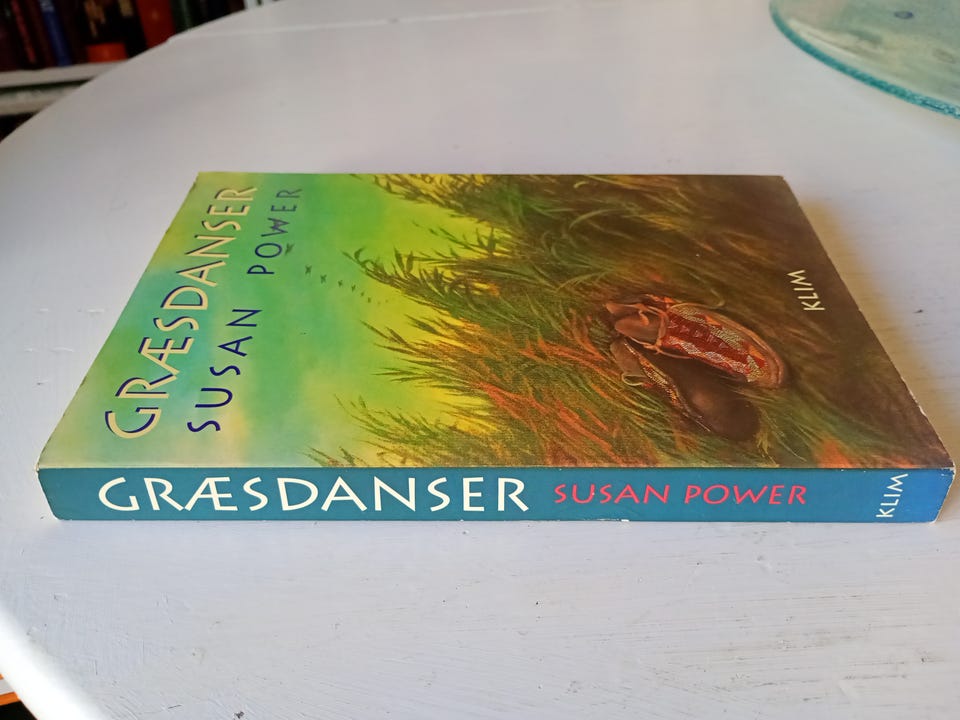 GRÆSDANSER
SUSAN POWER
KLIM
GRÆSDANSER SUSAN POWER KLIM